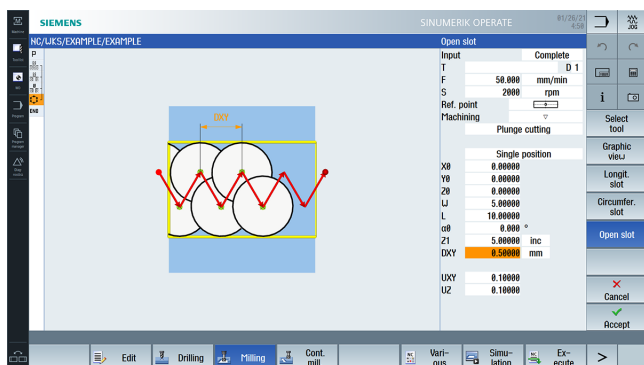 SIEMENS
SINUMERIK OPERATE
01/26/21
4:50
JOG
NC/WKS/EXAMPLE/EXAMPLE
Open slot
P
END
DXY
Input Complete
T D 1
F 50.000 mm/min
S 2000 rpm
Ref. point
Machining ▽
Plunge cutting
Single position
X0 0.00000
Y0 0.00000
Z0 0.00000
W 5.00000
L 10.00000
α0 0.000 °
Z1 5.00000 inc
DXY 0.50000 mm
UXY 0.10000
UZ 0.10000
Select
tool
Graphic
view
Longit.
slot
Circumfer.
slot
Open slot
Cancel
Accept
Edit
Drilling
Milling
Cont.
mill.
NC
Vari-
ous
Simu-
lation
NC
Ex-
ecute
>